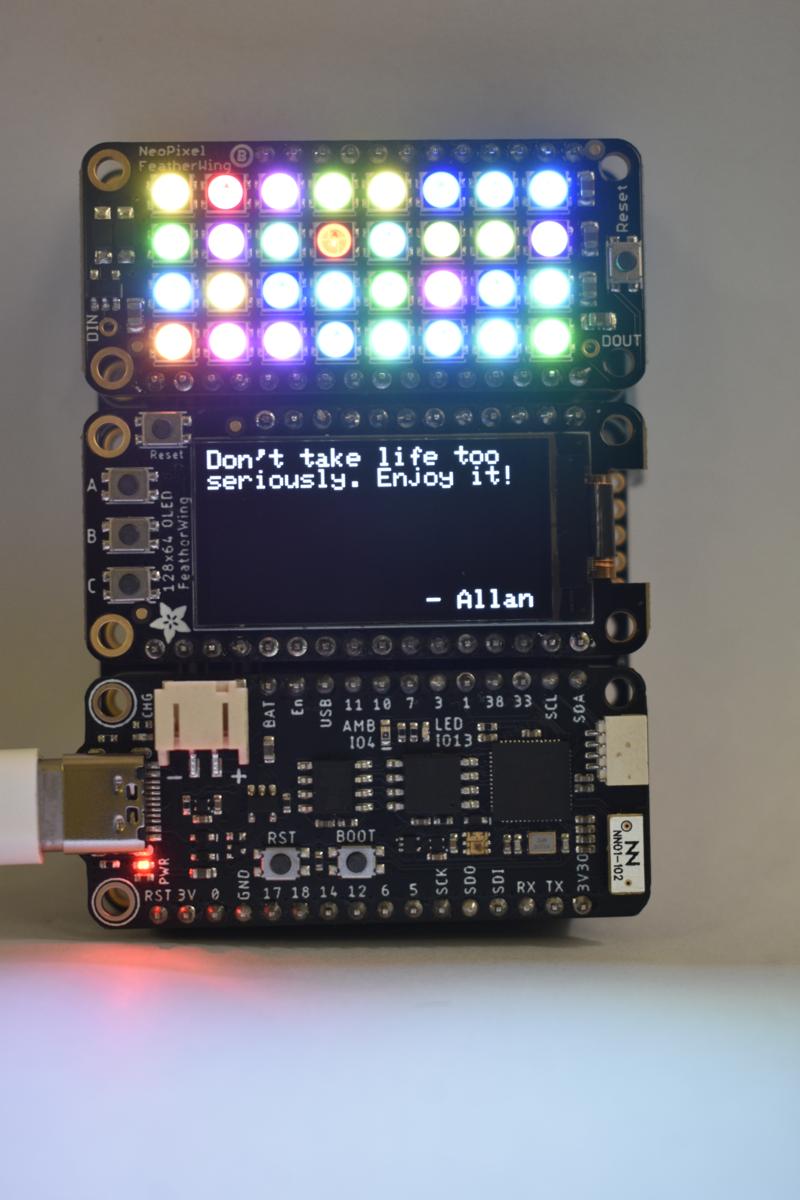 NeoPixel
FeatherWing B
Reset
DIN
DOUT
Reset
A
B
C
128x64 OLED
FeatherWing
Don't take life too
seriously. Enjoy it!
- Allan
CHG
BAT En USB 11 10 7 3 1 38 33 SCL SDA
AMB LED
IO4 IO13
- +
RST BOOT
PWR
NN
NN01-102
RST 3V 0 GND 17 18 14 12 6 5 SCK SDO SDI RX TX 3V3O